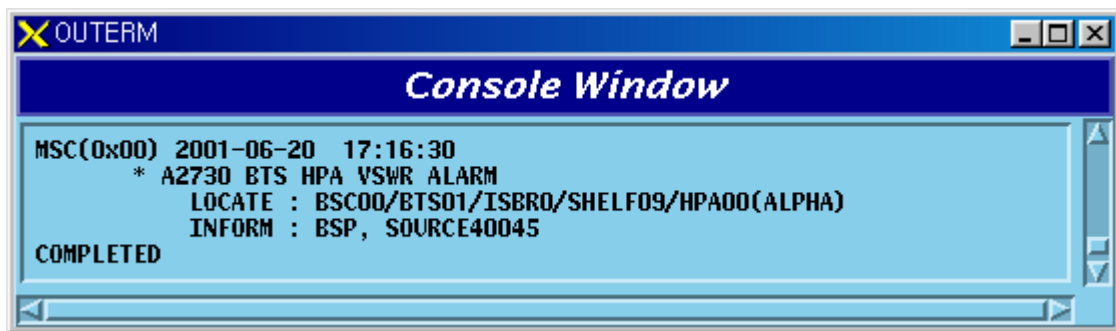 OUTERM
Console Window
MSC(0x00) 2001-06-20 17:16:30
* A2730 BTS HPA VSWR ALARM
LOCATE : BSC00/BTS01/ISBR0/SHELF09/HPA00(ALPHA)
INFORM : BSP, SOURCE40045
COMPLETED